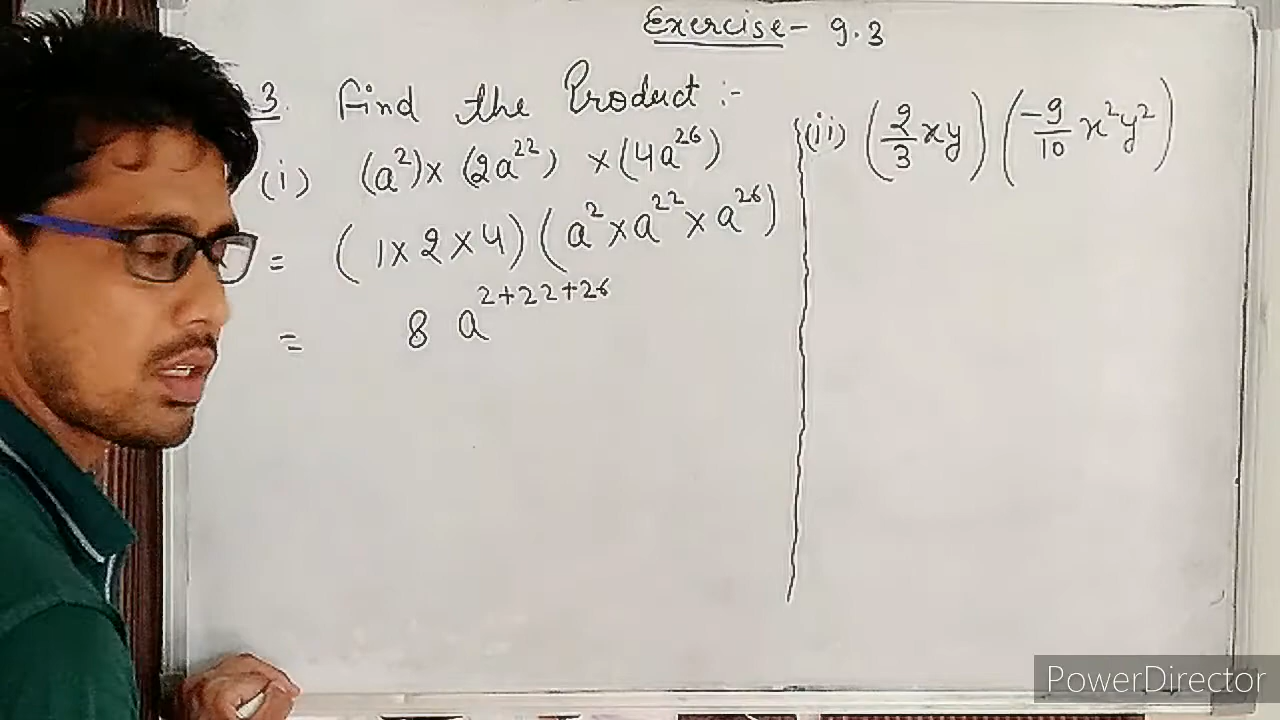 Exercise - 9.3
.3. Find the Product :-
(i) (a²)× (2a²²) ×(4a²⁶)
= (1×2×4)(a²×a²²×a²⁶)
= 8 a²⁺²²⁺²⁶
(ii) (2/3 xy)(-9/10 x²y²)
PowerDirector